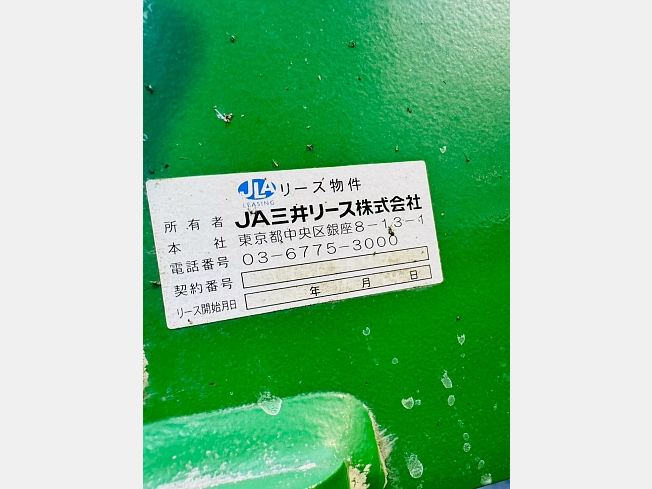 JLA リース物件
LEASING
所有者 JA三井リース株式会社
本社 東京都中央区銀座8-13-1
電話番号 03-6775-3000
契約番号
リース開始月日 年 月 日